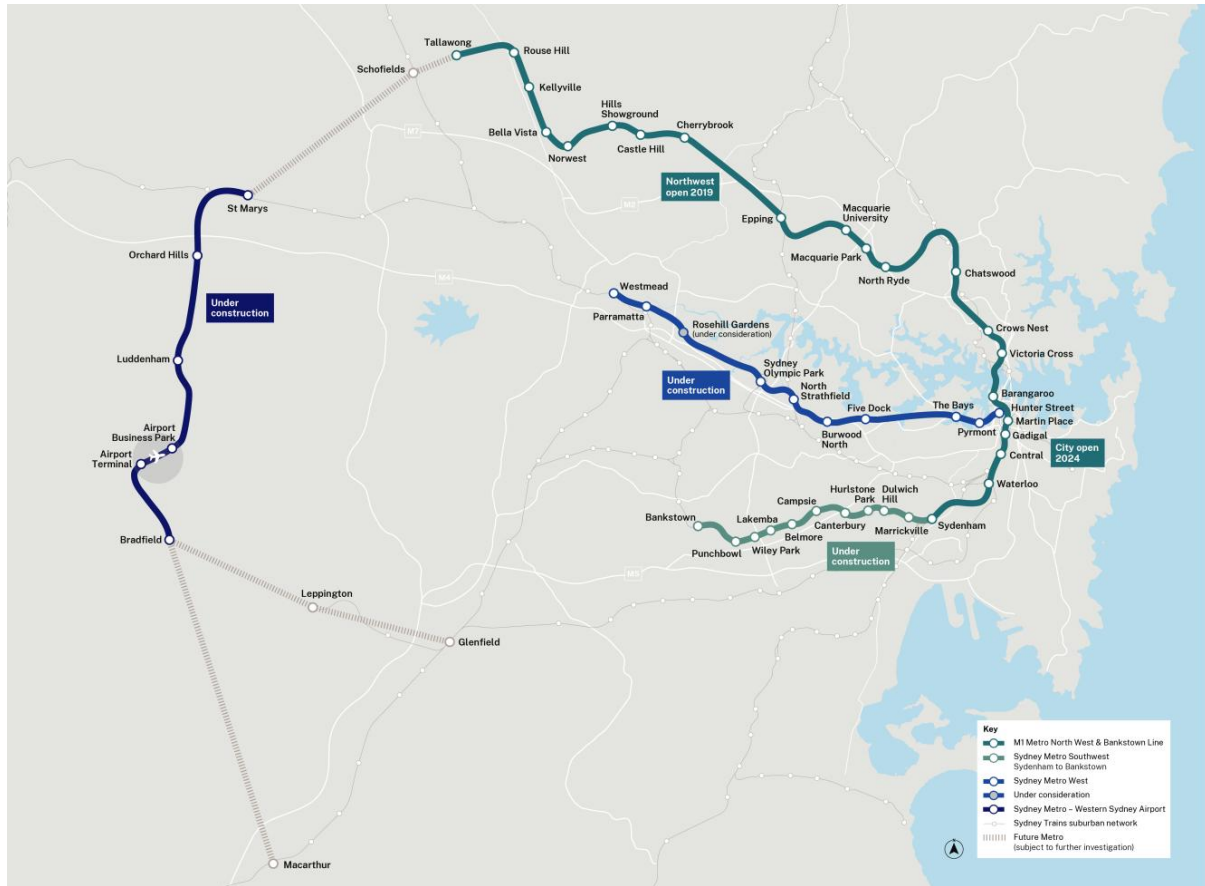 Tallawong
Rouse Hill
Schofields
Kellyville
Hills
Showground
Cherrybrook
Bella Vista
M7
Castle Hill
Norwest
Northwest
open 2019
St Marys
M2
Macquarie
University
Epping
Orchard Hills
Macquarie Park
North Ryde
Chatswood
M4
Under
construction
Westmead
Parramatta
Rosehill Gardens
(under consideration)
Crows Nest
Victoria Cross
Luddenham
Under
construction
Sydney
Olympic Park
North
Strathfield
Five Dock
The Bays
Barangaroo
Hunter Street
Martin Place
Burwood
North
Pyrmont
Gadigal
Airport
Business Park
Airport
Terminal
City open
2024
Central
Waterloo
Hurlstone
Park
Dulwich
Hill
Campsie
Bankstown
Lakemba
Canterbury
Marrickville
Sydenham
Belmore
Wiley Park
Punchbowl
Bradfield
Under
construction
M5
Leppington
Glenfield
Macarthur
Key
M1 Metro North West & Bankstown Line
Sydney Metro Southwest
Sydenham to Bankstown
Sydney Metro West
Under consideration
Sydney Metro – Western Sydney Airport
Sydney Trains suburban network
Future Metro
(subject to further investigation)